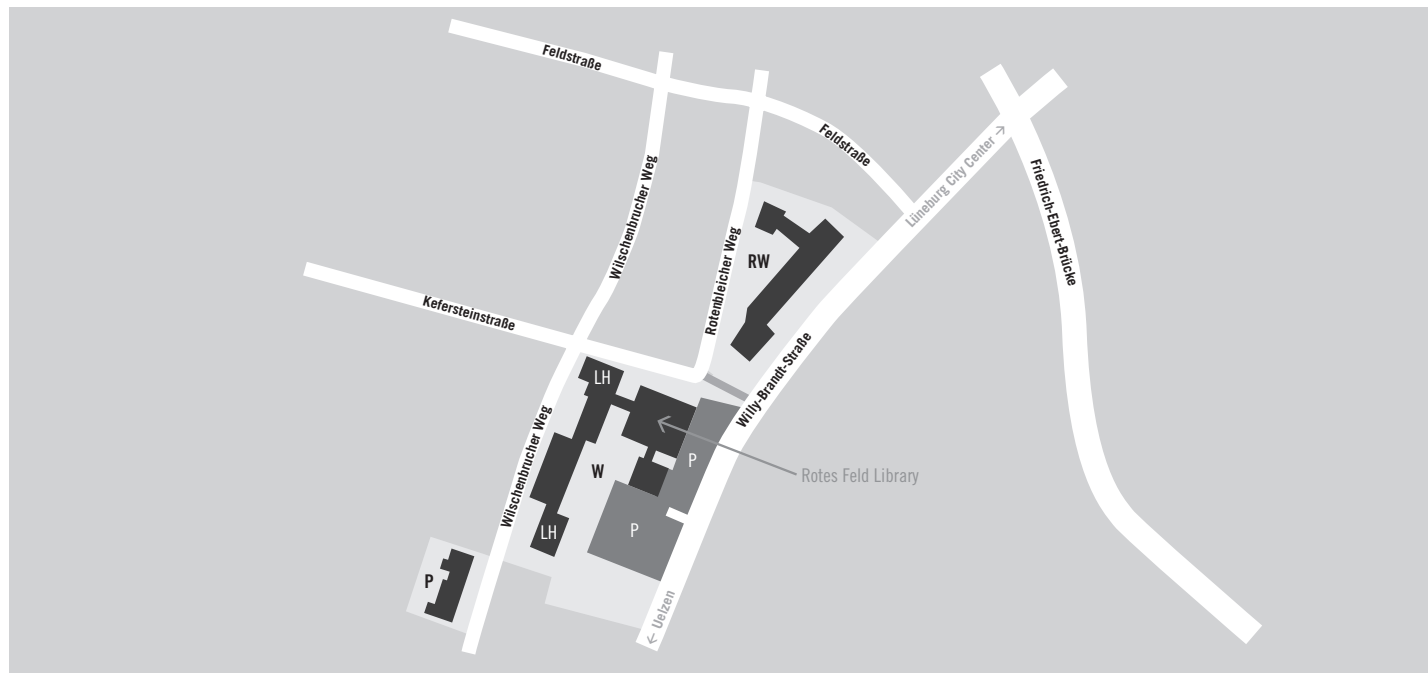 Feldstraße
Feldstraße
Lüneburg City Center →
Friedrich-Ebert-Brücke
Wilschenbrucher Weg
Rotenbleicher Weg
RW
Kefersteinstraße
Willy-Brandt-Straße
LH
Wilschenbrucher Weg
W
P
Rotes Feld Library
LH
P
P
← Uelzen